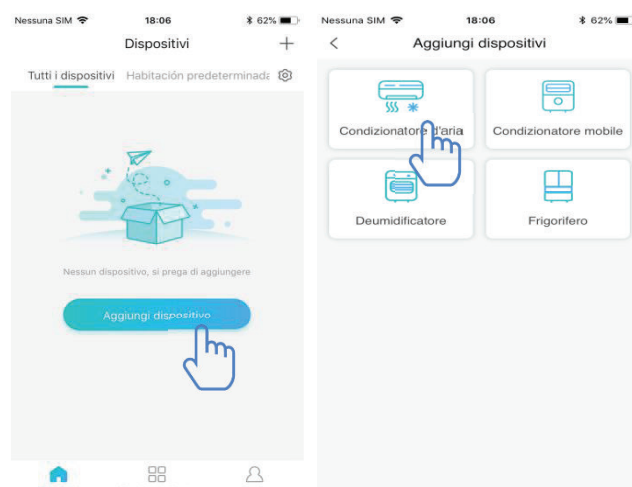 Nessuna SIM 18:06 62%
Dispositivi +
Tutti i dispositivi Habitación predeterminada
Nessun dispositivo, si prega di aggiungere
Aggiungi dispositivo
Nessuna SIM 18:06 62%
< Aggiungi dispositivi
Condizionatore d'aria Condizionatore mobile
Deumidificatore Frigorifero